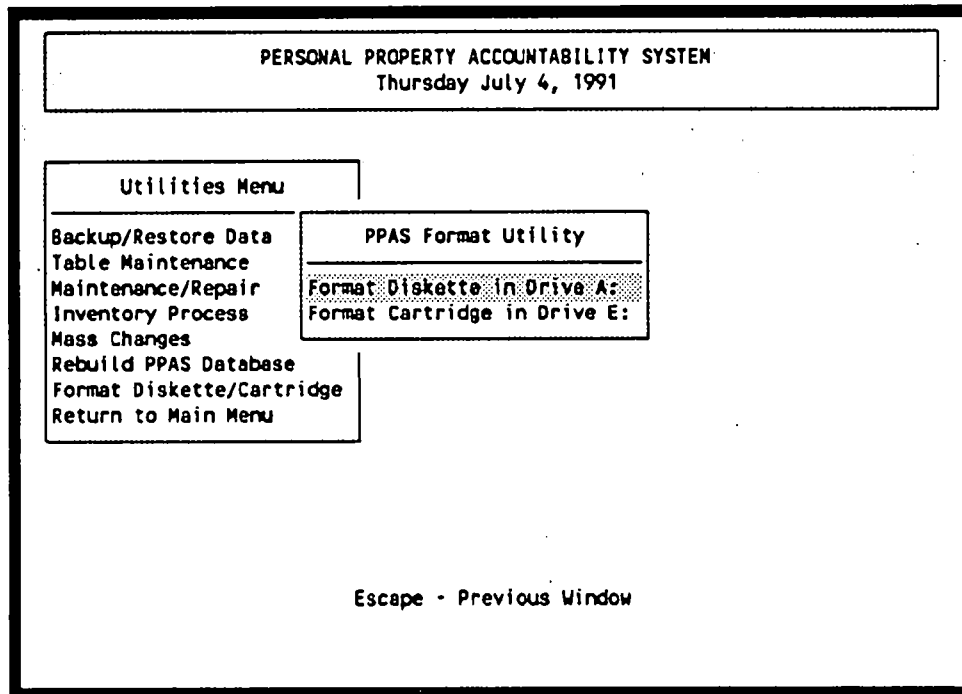 PERSONAL PROPERTY ACCOUNTABILITY SYSTEM
Thursday July 4, 1991
Utilities Menu
Backup/Restore Data
Table Maintenance
Maintenance/Repair
Inventory Process
Mass Changes
Rebuild PPAS Database
Format Diskette/Cartridge
Return to Main Menu
PPAS Format Utility
Format Diskette in Drive A:
Format Cartridge in Drive E:
Escape - Previous Window